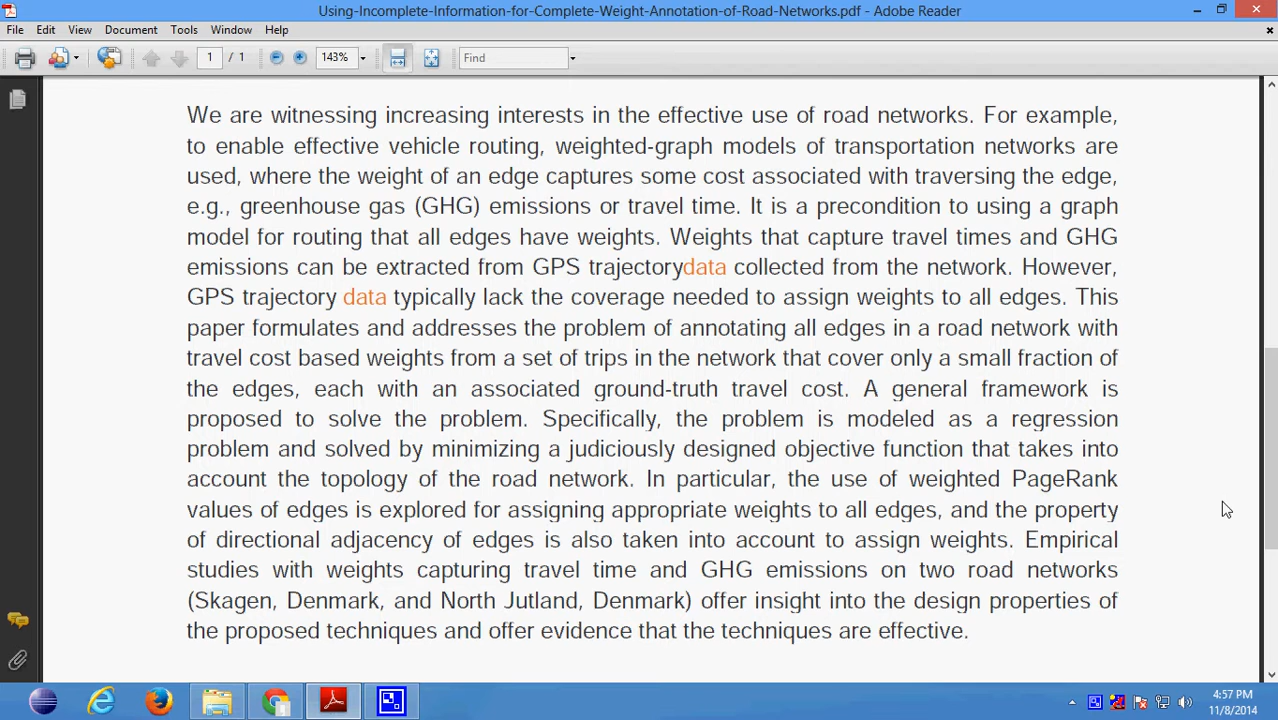 Using-Incomplete-Information-for-Complete-Weight-Annotation-of-Road-Networks.pdf - Adobe Reader
File Edit View Document Tools Window Help
1 / 1 143% Find
We are witnessing increasing interests in the effective use of road networks. For example,
to enable effective vehicle routing, weighted-graph models of transportation networks are
used, where the weight of an edge captures some cost associated with traversing the edge,
e.g., greenhouse gas (GHG) emissions or travel time. It is a precondition to using a graph
model for routing that all edges have weights. Weights that capture travel times and GHG
emissions can be extracted from GPS trajectorydata collected from the network. However,
GPS trajectory data typically lack the coverage needed to assign weights to all edges. This
paper formulates and addresses the problem of annotating all edges in a road network with
travel cost based weights from a set of trips in the network that cover only a small fraction of
the edges, each with an associated ground-truth travel cost. A general framework is
proposed to solve the problem. Specifically, the problem is modeled as a regression
problem and solved by minimizing a judiciously designed objective function that takes into
account the topology of the road network. In particular, the use of weighted PageRank
values of edges is explored for assigning appropriate weights to all edges, and the property
of directional adjacency of edges is also taken into account to assign weights. Empirical
studies with weights capturing travel time and GHG emissions on two road networks
(Skagen, Denmark, and North Jutland, Denmark) offer insight into the design properties of
the proposed techniques and offer evidence that the techniques are effective.
4:57 PM
11/8/2014